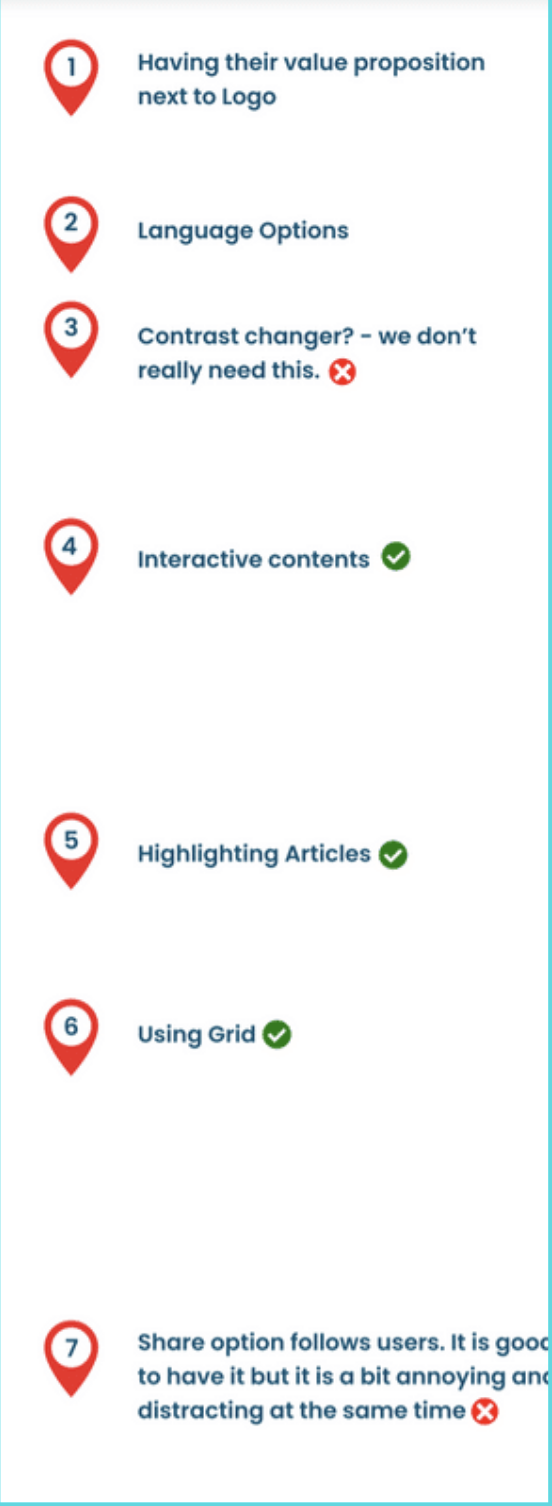 1
Having their value proposition
next to Logo
2
Language Options
3
Contrast changer? - we don’t
really need this.
4
Interactive contents
5
Highlighting Articles
6
Using Grid
7
Share option follows users. It is good
to have it but it is a bit annoying and
distracting at the same time